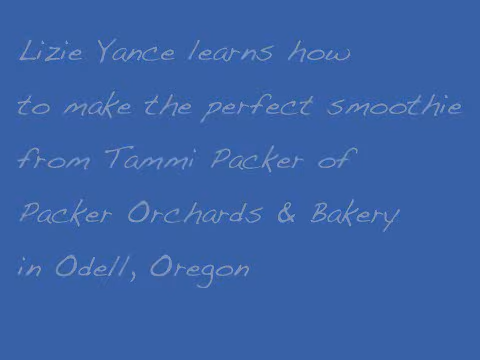 Lizie Yance learns how
to make the perfect smoothie
from Tammi Packer of
Packer Orchards & Bakery
in Odell, Oregon